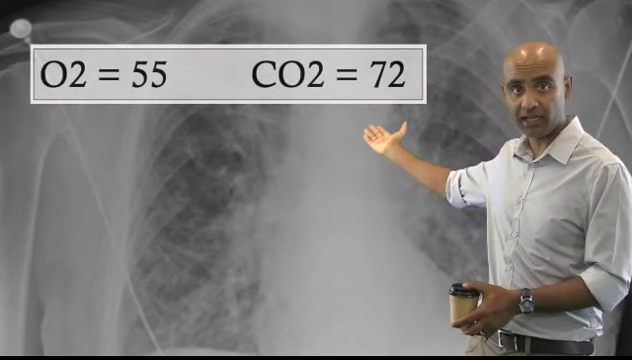 O2 = 55 CO2 = 72